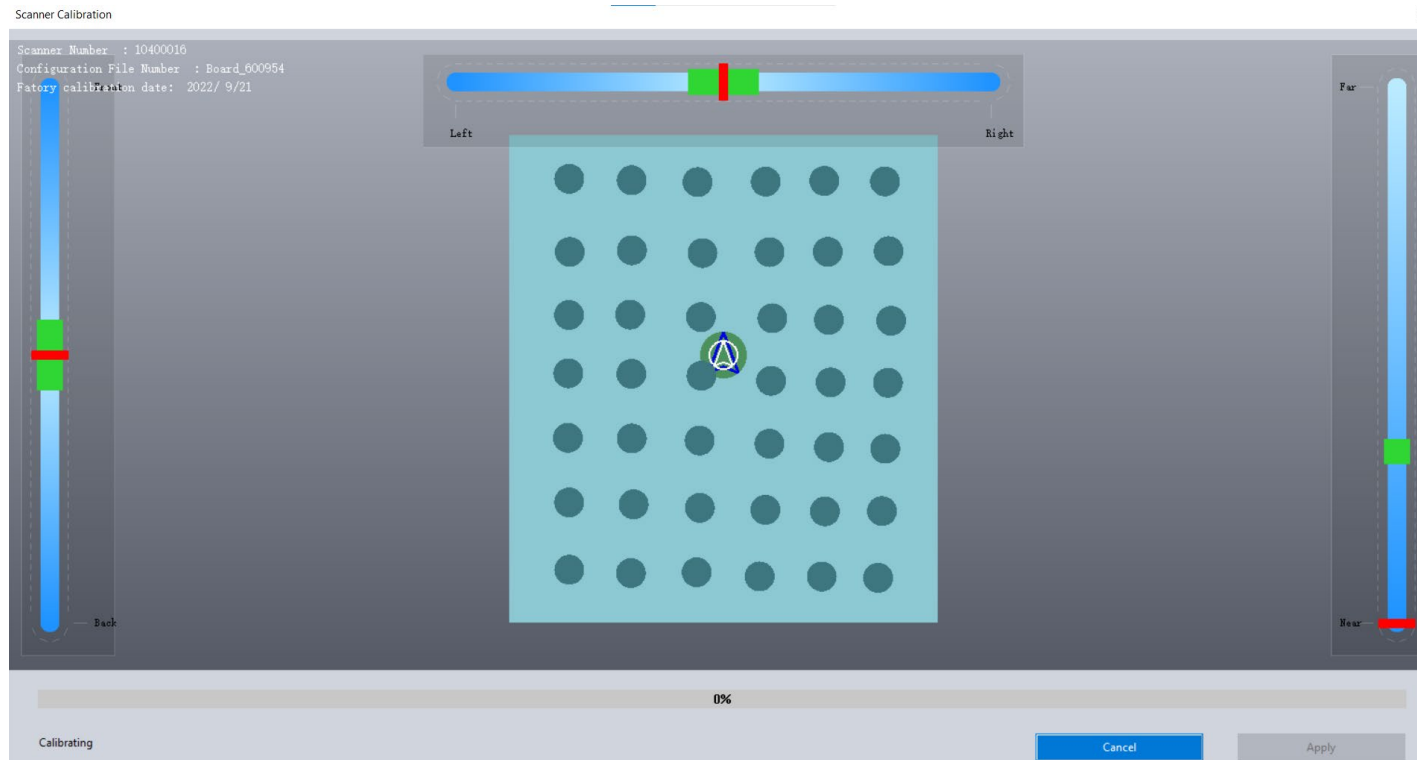 Scanner Calibration
Scanner Number : 10400016
Configuration File Number : Board_600954
Fatory calibration date: 2022/ 9/21
Front
Left
Right
Far
Back
Near
0%
Calibrating
Cancel
Apply